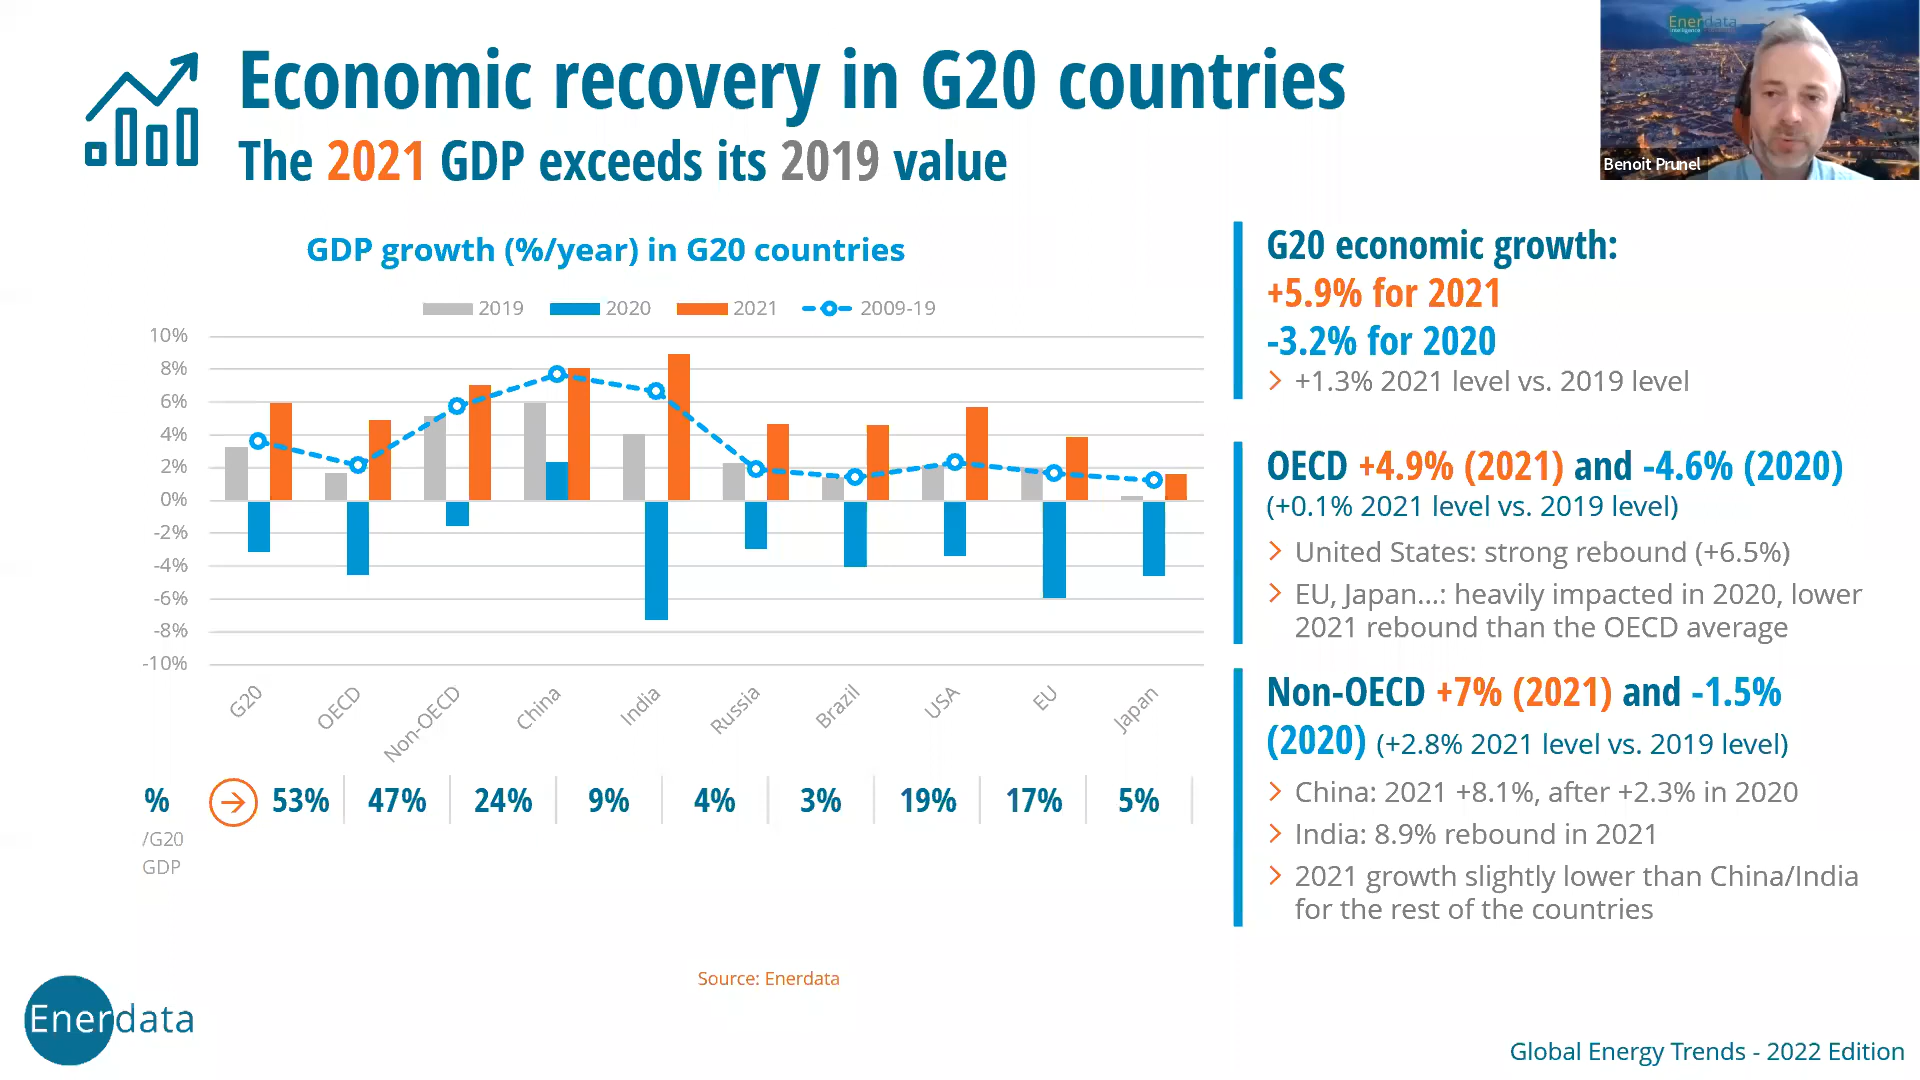 Economic recovery in G20 countries
The 2021 GDP exceeds its 2019 value
Enerdata
Benoit Prunel
GDP growth (%/year) in G20 countries
2019 2020 2021 2009-19
10%
8%
6%
4%
2%
0%
-2%
-4%
-6%
-8%
-10%
G20 OECD Non-OECD China India Russia Brazil USA EU Japan
% 53% 47% 24% 9% 4% 3% 19% 17% 5%
/G20
GDP
G20 economic growth:
+5.9% for 2021
-3.2% for 2020
+1.3% 2021 level vs. 2019 level
OECD +4.9% (2021) and -4.6% (2020)
(+0.1% 2021 level vs. 2019 level)
United States: strong rebound (+6.5%)
EU, Japan...: heavily impacted in 2020, lower
2021 rebound than the OECD average
Non-OECD +7% (2021) and -1.5%
(2020) (+2.8% 2021 level vs. 2019 level)
China: 2021 +8.1%, after +2.3% in 2020
India: 8.9% rebound in 2021
2021 growth slightly lower than China/India
for the rest of the countries
Source: Enerdata
Enerdata
Global Energy Trends - 2022 Edition